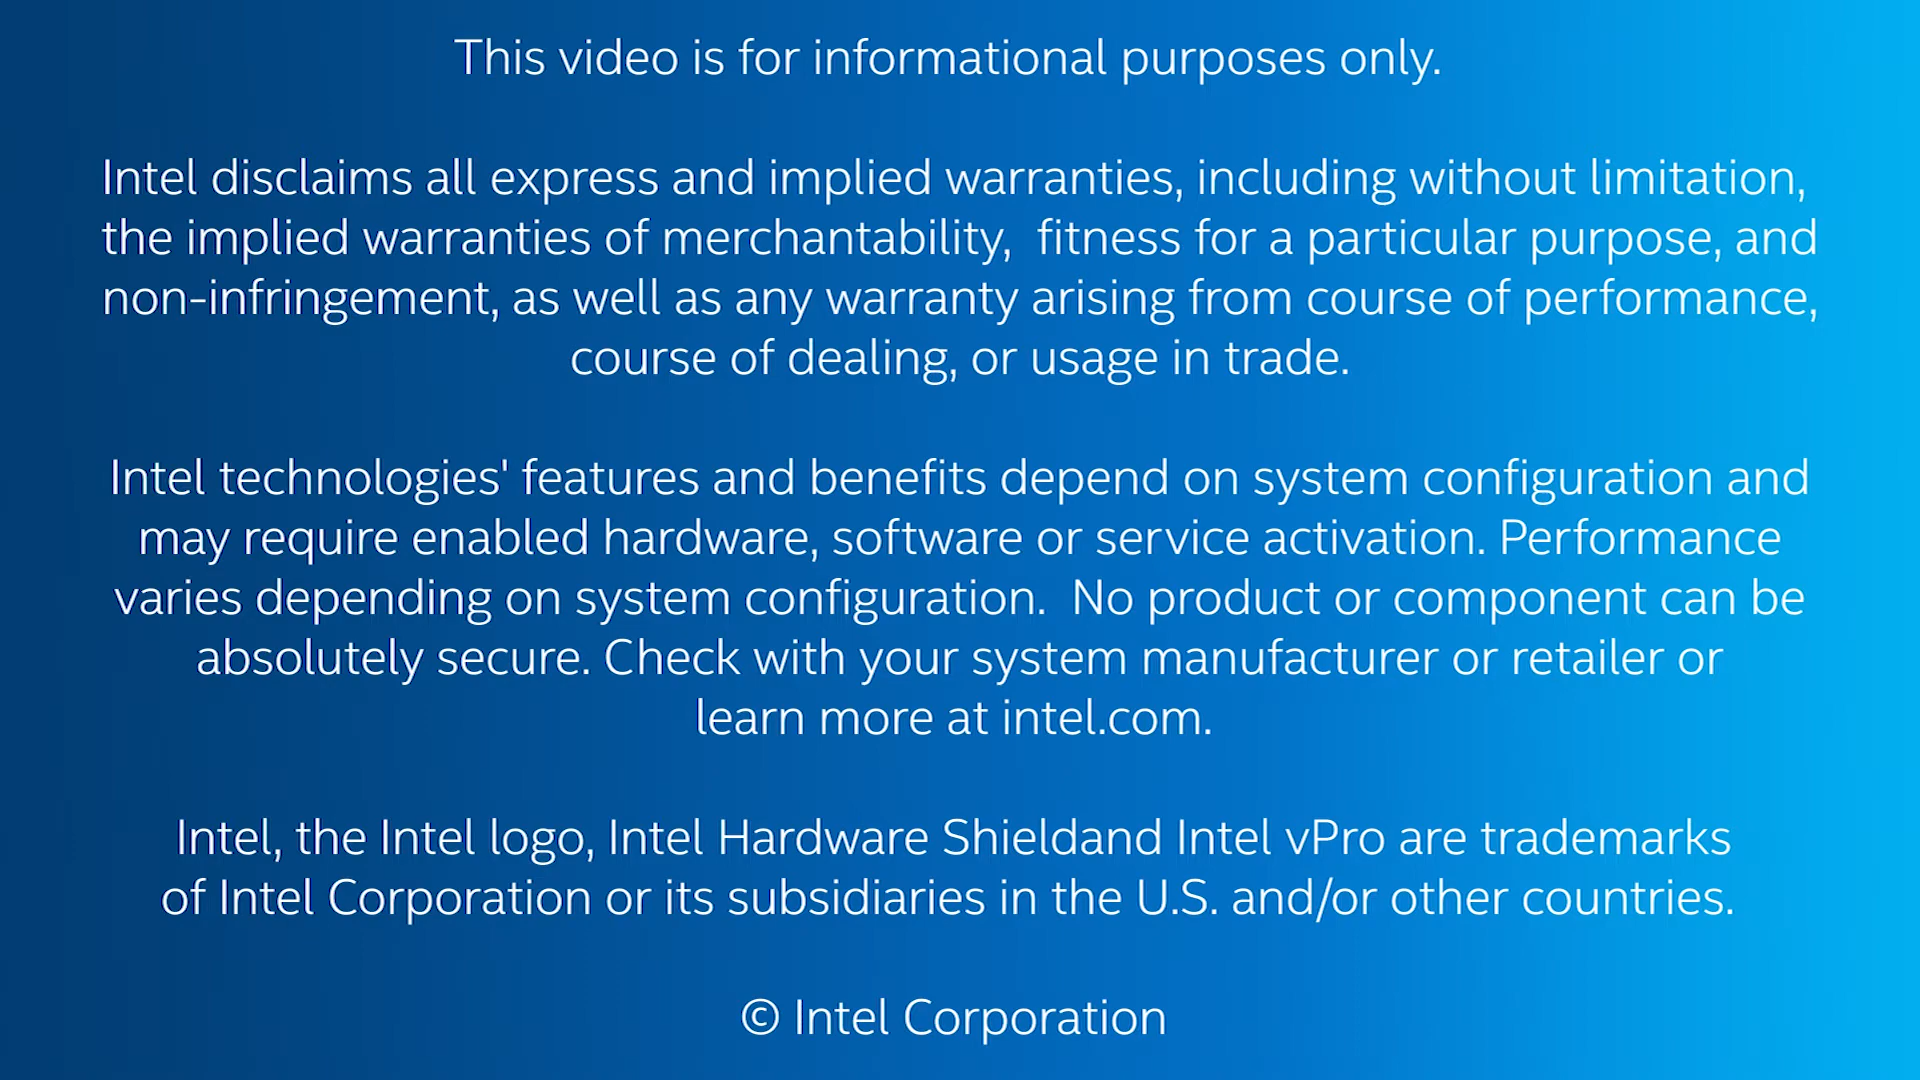 This video is for informational purposes only.
Intel disclaims all express and implied warranties, including without limitation,
the implied warranties of merchantability,  fitness for a particular purpose, and
non-infringement, as well as any warranty arising from course of performance,
course of dealing, or usage in trade.
Intel technologies' features and benefits depend on system configuration and
may require enabled hardware, software or service activation. Performance
varies depending on system configuration.  No product or component can be
absolutely secure. Check with your system manufacturer or retailer or
learn more at intel.com.
Intel, the Intel logo, Intel Hardware Shieldand Intel vPro are trademarks
of Intel Corporation or its subsidiaries in the U.S. and/or other countries.
© Intel Corporation